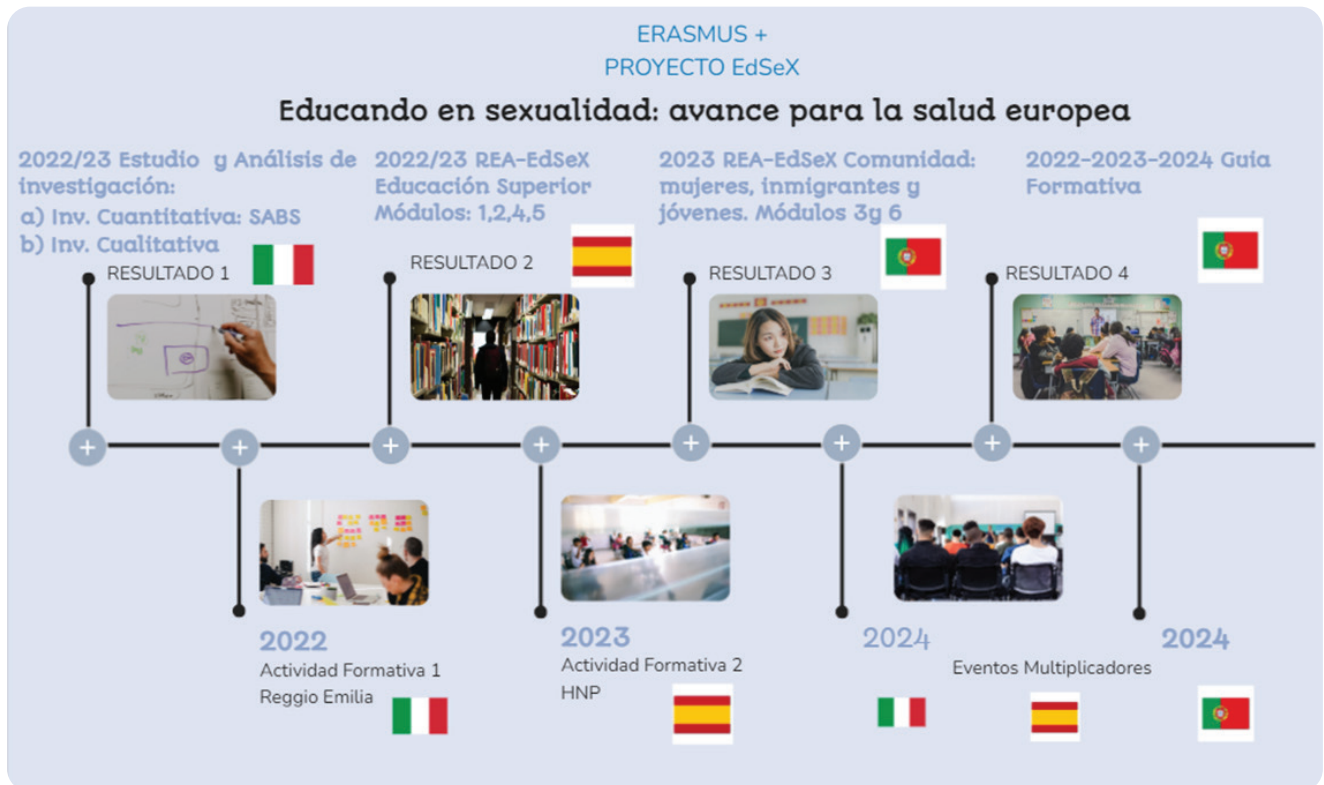 ERASMUS +
PROYECTO EdSeX
Educando en sexualidad: avance para la salud europea
2022/23 Estudio y Análisis de
investigación:
a) Inv. Cuantitativa: SABS
b) Inv. Cualitativa
RESULTADO 1
2022/23 REA-EdSeX
Educación Superior
Módulos: 1,2,4,5
RESULTADO 2
2023 REA-EdSeX Comunidad:
mujeres, inmigrantes y
jóvenes. Módulos 3y 6
RESULTADO 3
2022-2023-2024 Guia
Formativa
RESULTADO 4
2022
Actividad Formativa 1
Reggio Emilia
2023
Actividad Formativa 2
HNP
2024
Eventos Multiplicadores
2024